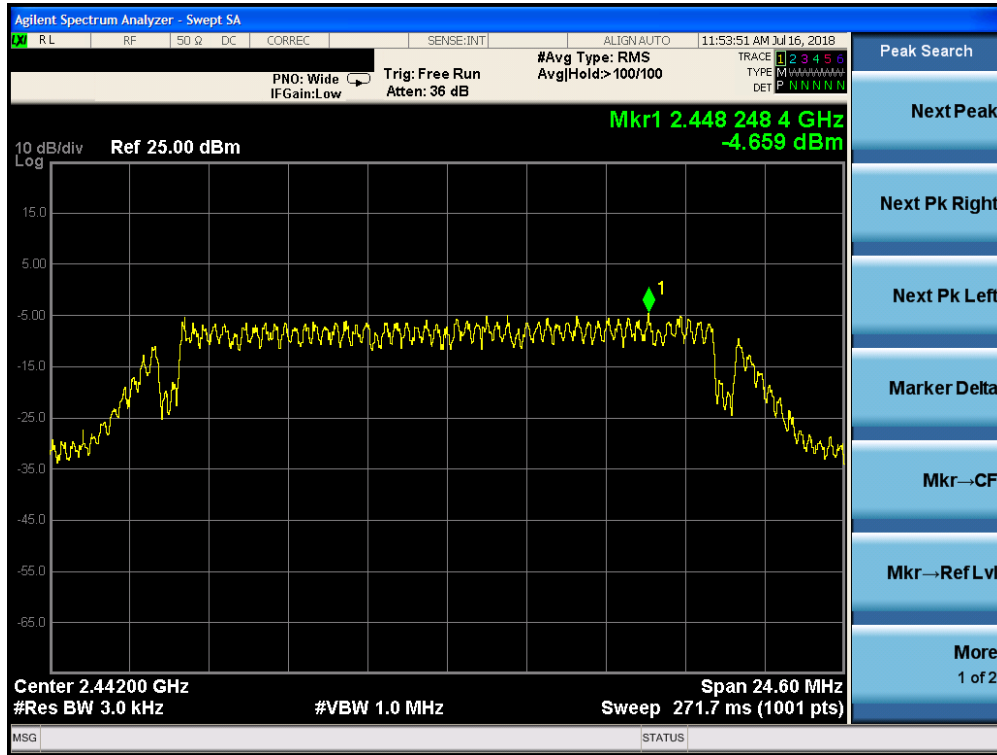 Agilent Spectrum Analyzer - Swept SA
LXI RL RF 50 Ω DC CORREC SENSE:INT ALIGN AUTO 11:53:51 AM Jul 16, 2018
PNO: Wide Trig: Free Run #Avg Type: RMS TRACE 1 2 3 4 5 6
IFGain:Low Atten: 36 dB Avg|Hold:> 100/100 TYPE M WWWWW
DET P N N N N N
Peak Search
Mkr1 2.448 248 4 GHz
-4.659 dBm
10 dB/div Ref 25.00 dBm
Log
15.0
5.00
-5.00
-15.0
-25.0
-35.0
-45.0
-55.0
-65.0
1
Center 2.44200 GHz Span 24.60 MHz
#Res BW 3.0 kHz #VBW 1.0 MHz Sweep 271.7 ms (1001 pts)
MSG STATUS
Next Peak
Next Pk Right
Next Pk Left
Marker Delta
Mkr→CF
Mkr→Ref Lvl
More
1 of 2